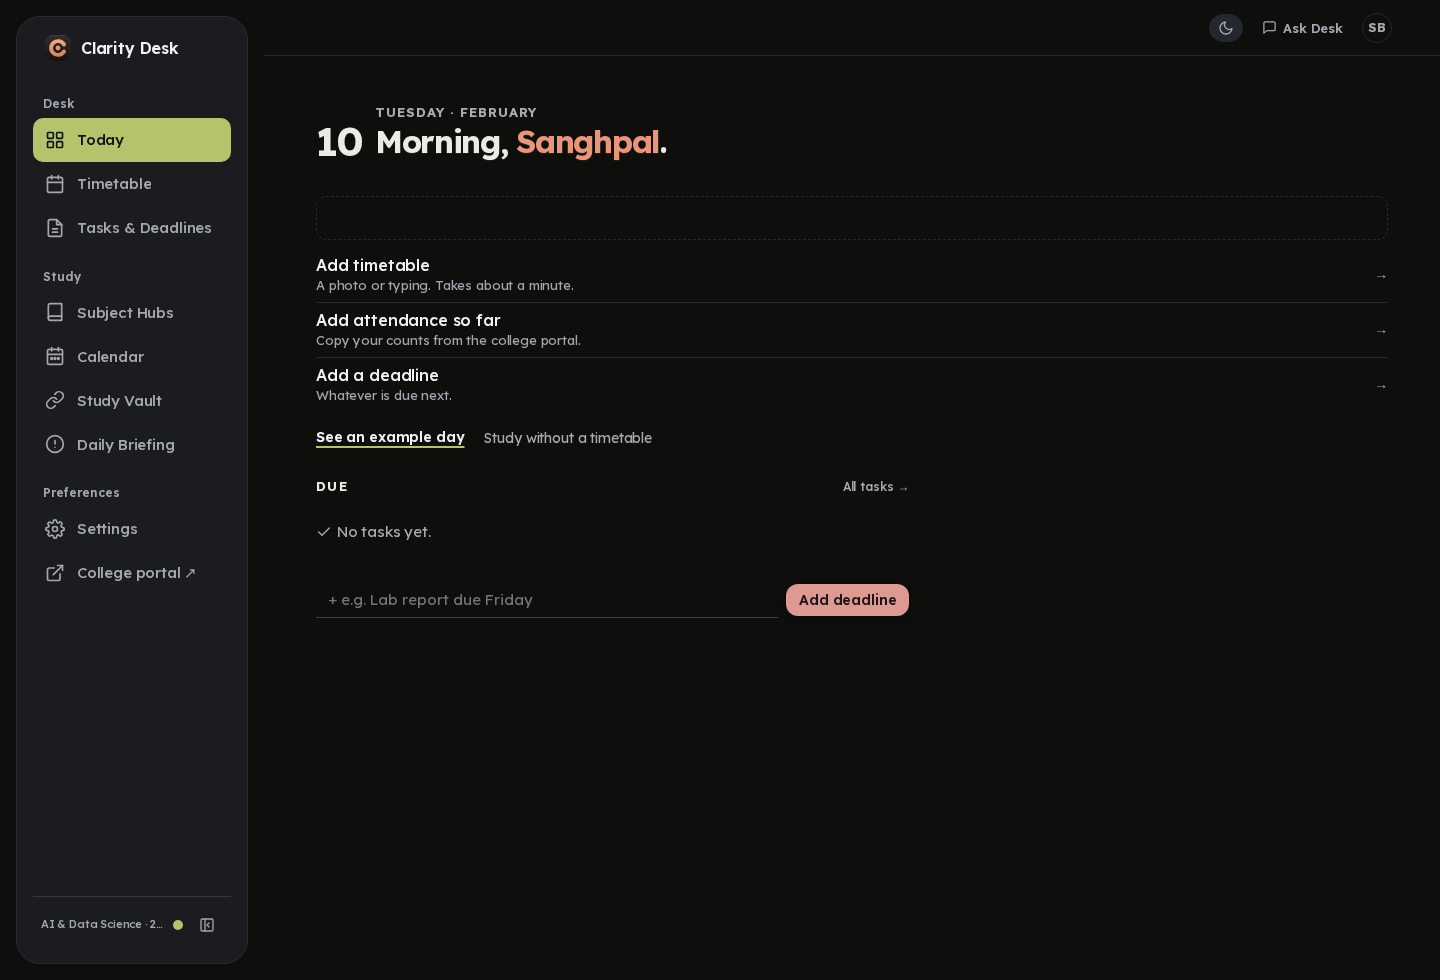 Clarity Desk
Desk
Today
Timetable
Tasks & Deadlines
Study
Subject Hubs
Calendar
Study Vault
Daily Briefing
Preferences
Settings
College portal ↗
AI & Data Science · 2…
Ask Desk
SB
TUESDAY · FEBRUARY
10 Morning, Sanghpal.
Add timetable
A photo or typing. Takes about a minute.
→
Add attendance so far
Copy your counts from the college portal.
→
Add a deadline
Whatever is due next.
→
See an example day Study without a timetable
DUE All tasks →
No tasks yet.
+ e.g. Lab report due Friday
Add deadline